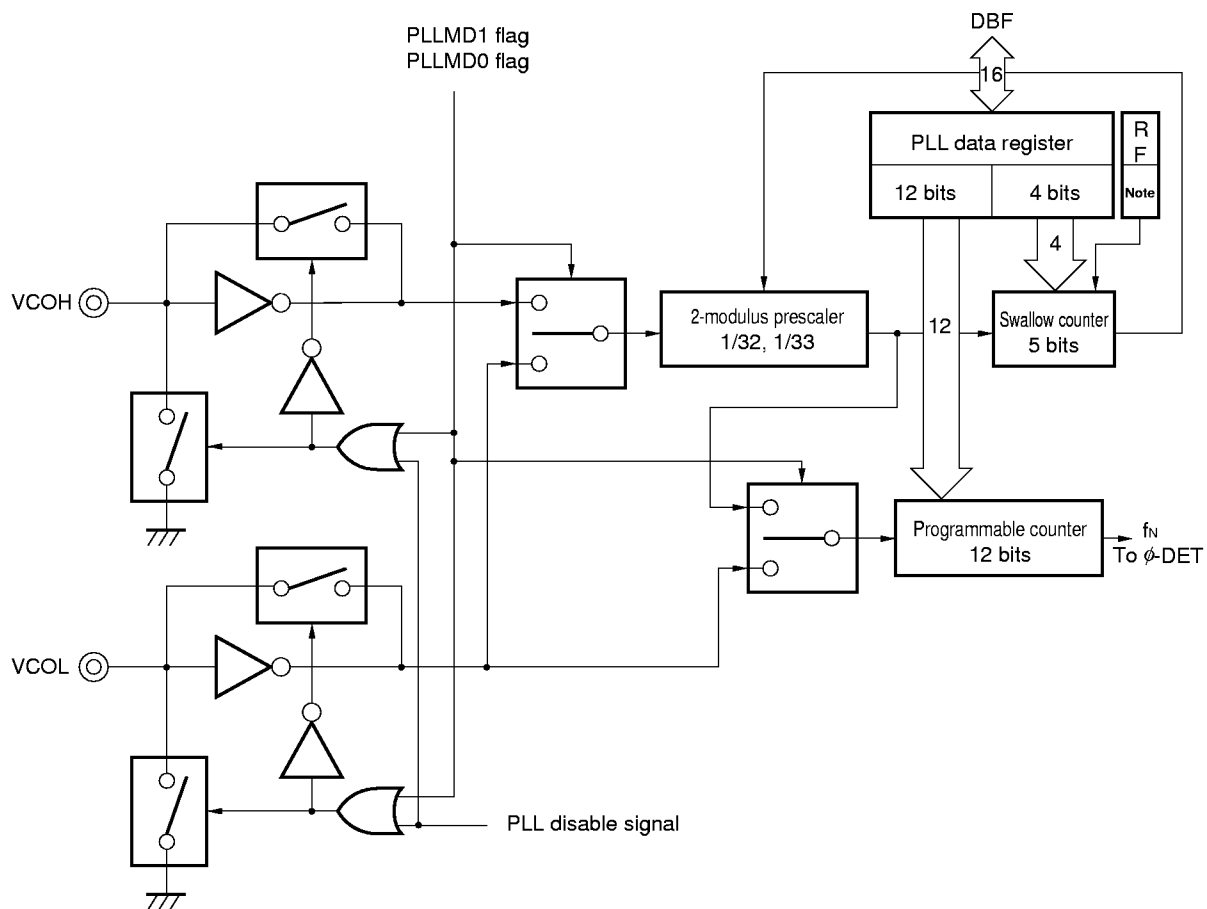 DBF
PLLMD1 flag
PLLMD0 flag
16
PLL data register
R
F
12 bits
4 bits
Note
4
VCOH
2-modulus prescaler
1/32, 1/33
12
Swallow counter
5 bits
Programmable counter
12 bits
fN
To ϕ-DET
VCOL
PLL disable signal